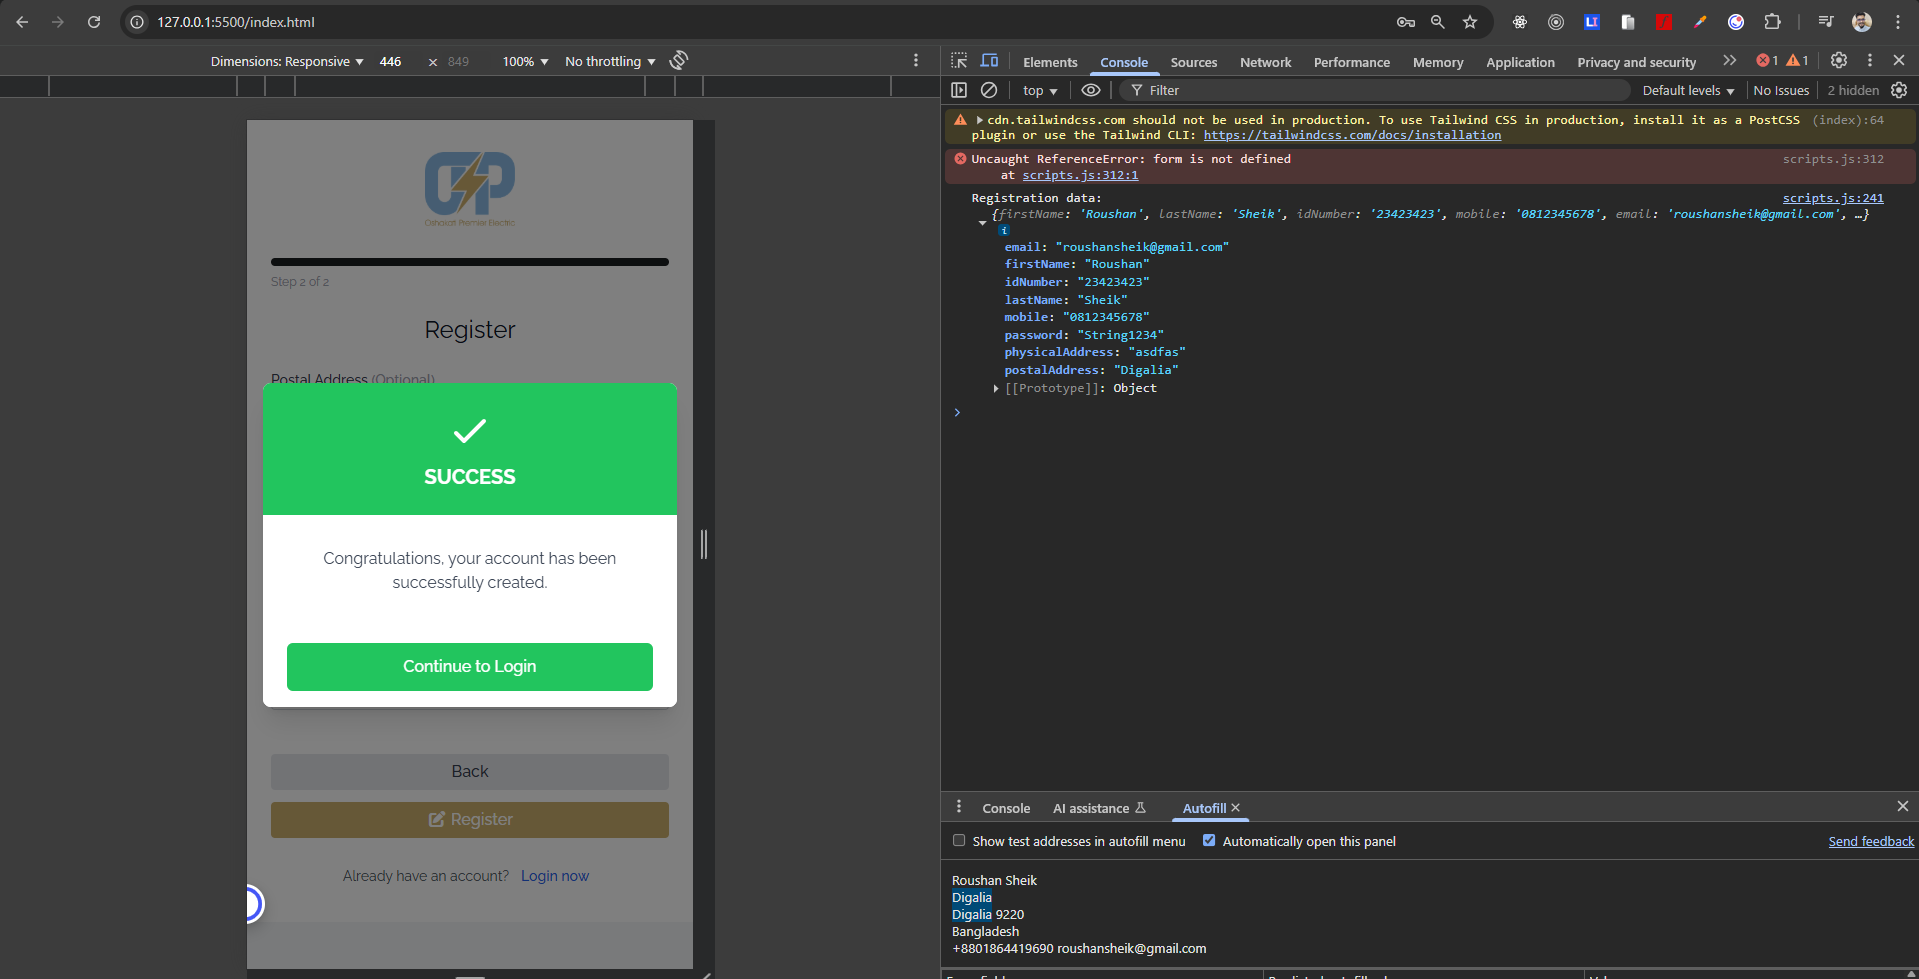 127.0.0.1:5500/index.html
Dimensions: Responsive 446 × 849 100% No throttling
Elements Console Sources Network Performance Memory Application Privacy and security 1 1
top Filter Default levels No Issues 2 hidden
cdn.tailwindcss.com should not be used in production. To use Tailwind CSS in production, install it as a PostCSS (index):64
plugin or use the Tailwind CLI: https://tailwindcss.com/docs/installation
Uncaught ReferenceError: form is not defined scripts.js:312
at scripts.js:312:1
Registration data: scripts.js:241
{firstName: 'Roushan', lastName: 'Sheik', idNumber: '23423423', mobile: '0812345678', email: 'roushansheik@gmail.com', …}
i
email: "roushansheik@gmail.com"
firstName: "Roushan"
idNumber: "23423423"
lastName: "Sheik"
mobile: "0812345678"
password: "String1234"
physicalAddress: "asdfas"
postalAddress: "Digalia"
[[Prototype]]: Object
Step 2 of 2
Register
Postal Address (Optional)
SUCCESS
Congratulations, your account has been
successfully created.
Continue to Login
Back
Register
Already have an account? Login now
Console AI assistance Autofill
Show test addresses in autofill menu Automatically open this panel Send feedback
Roushan Sheik
Digalia
Digalia 9220
Bangladesh
+8801864419690 roushansheik@gmail.com